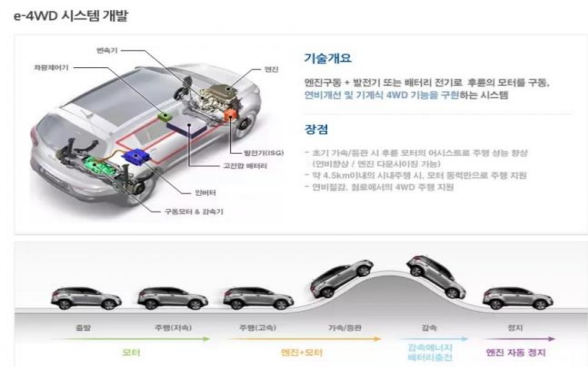 e-4WD 시스템 개발
변속기
차량제어기
엔진
발전기(ISG)
고전압 배터리
인버터
구동모터 & 감속기
기술개요
엔진구동 + 발전기 또는 배터리 전기로 후륜의 모터를 구동,
연비개선 및 기계식 4WD 기능을 구현하는 시스템
장점
- 초기 가속/등판 시 후륜 모터의 어시스트로 주행 성능 향상
(연비향상 / 엔진 다운사이징 가능)
- 약 4.5km이내의 시내주행 시, 모터 동력만으로 주행 지원
- 연비절감, 험로에서의 4WD 주행 지원
출발
주행(저속)
주행(고속)
가속/등판
감속
정지
모터
엔진+모터
감속에너지
배터리충전
엔진 자동 정지